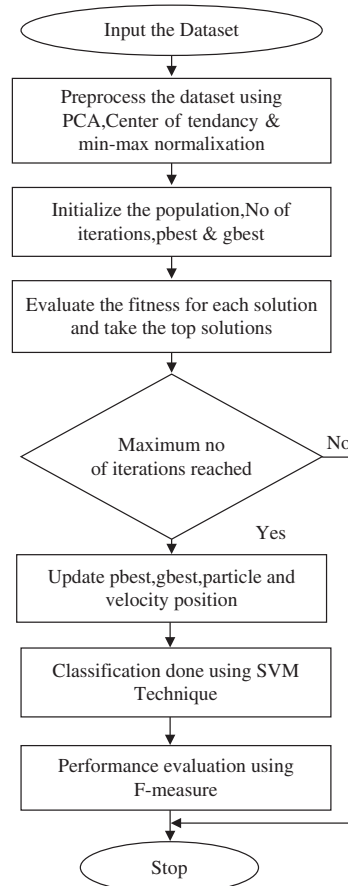 Input the Dataset
Preprocess the dataset using
PCA,Center of tendancy &
min-max normalixation
Initialize the population,No of
iterations,pbest & gbest
Evaluate the fitness for each solution
and take the top solutions
Maximum no
of iterations reached
No
Yes
Update pbest,gbest,particle and
velocity position
Classification done using SVM
Technique
Performance evaluation using
F-measure
Stop